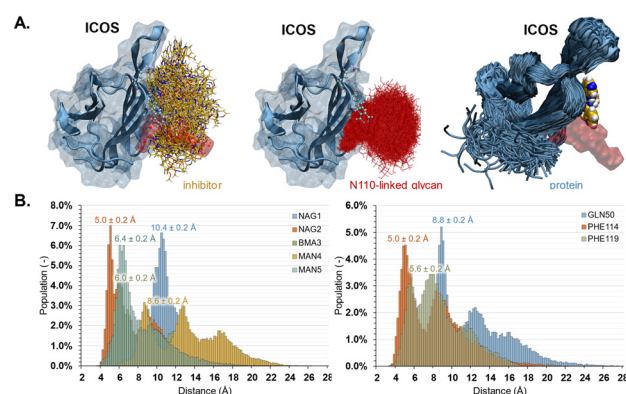 A.
ICOS
ICOS
ICOS
inhibitor
N110-linked glycan
protein
B.
8.0%
7.0%
6.0%
5.0%
4.0%
3.0%
2.0%
1.0%
0.0%
Population (-)
5.0 ± 0.2 Å
6.4 ± 0.2 Å
10.4 ± 0.2 Å
6.0 ± 0.2 Å
8.6 ± 0.2 Å
NAG1
NAG2
BMA3
MAN4
MAN5
2 4 6 8 10 12 14 16 18 20 22 24 26 28
Distance (Å)
6.0%
5.0%
4.0%
3.0%
2.0%
1.0%
0.0%
Population (-)
5.0 ± 0.2 Å
8.8 ± 0.2 Å
5.6 ± 0.2 Å
GLN50
PHE114
PHE119
2 4 6 8 10 12 14 16 18 20 22 24 26 28
Distance (Å)